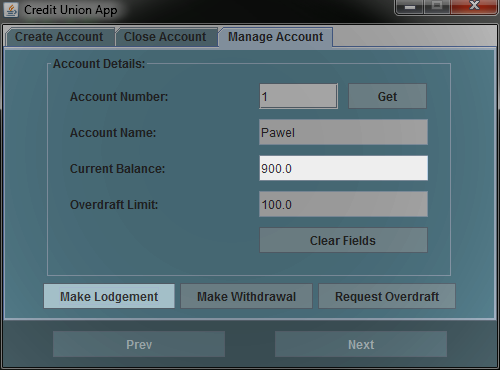 Credit Union App
Create Account Close Account Manage Account
Account Details:
Account Number: 1 Get
Account Name: Pawel
Current Balance: 900.0
Overdraft Limit: 100.0
Clear Fields
Make Lodgement Make Withdrawal Request Overdraft
Prev Next